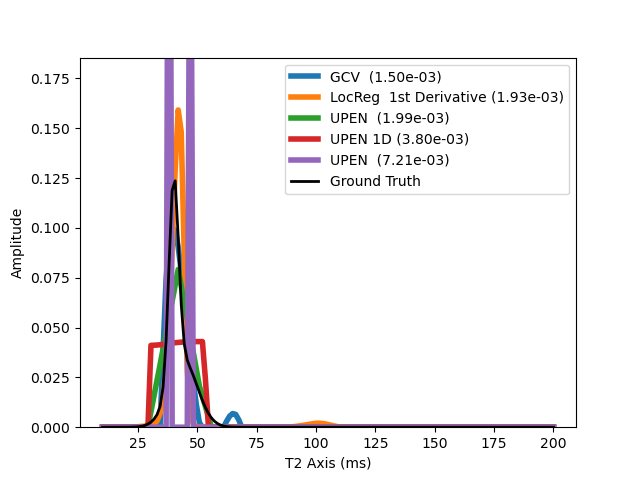 0.175
0.150
0.125
0.100
0.075
0.050
0.025
0.000
Amplitude
25
50
75
100
125
150
175
200
T2 Axis (ms)
GCV (1.50e-03)
LocReg 1st Derivative (1.93e-03)
UPEN (1.99e-03)
UPEN 1D (3.80e-03)
UPEN (7.21e-03)
Ground Truth